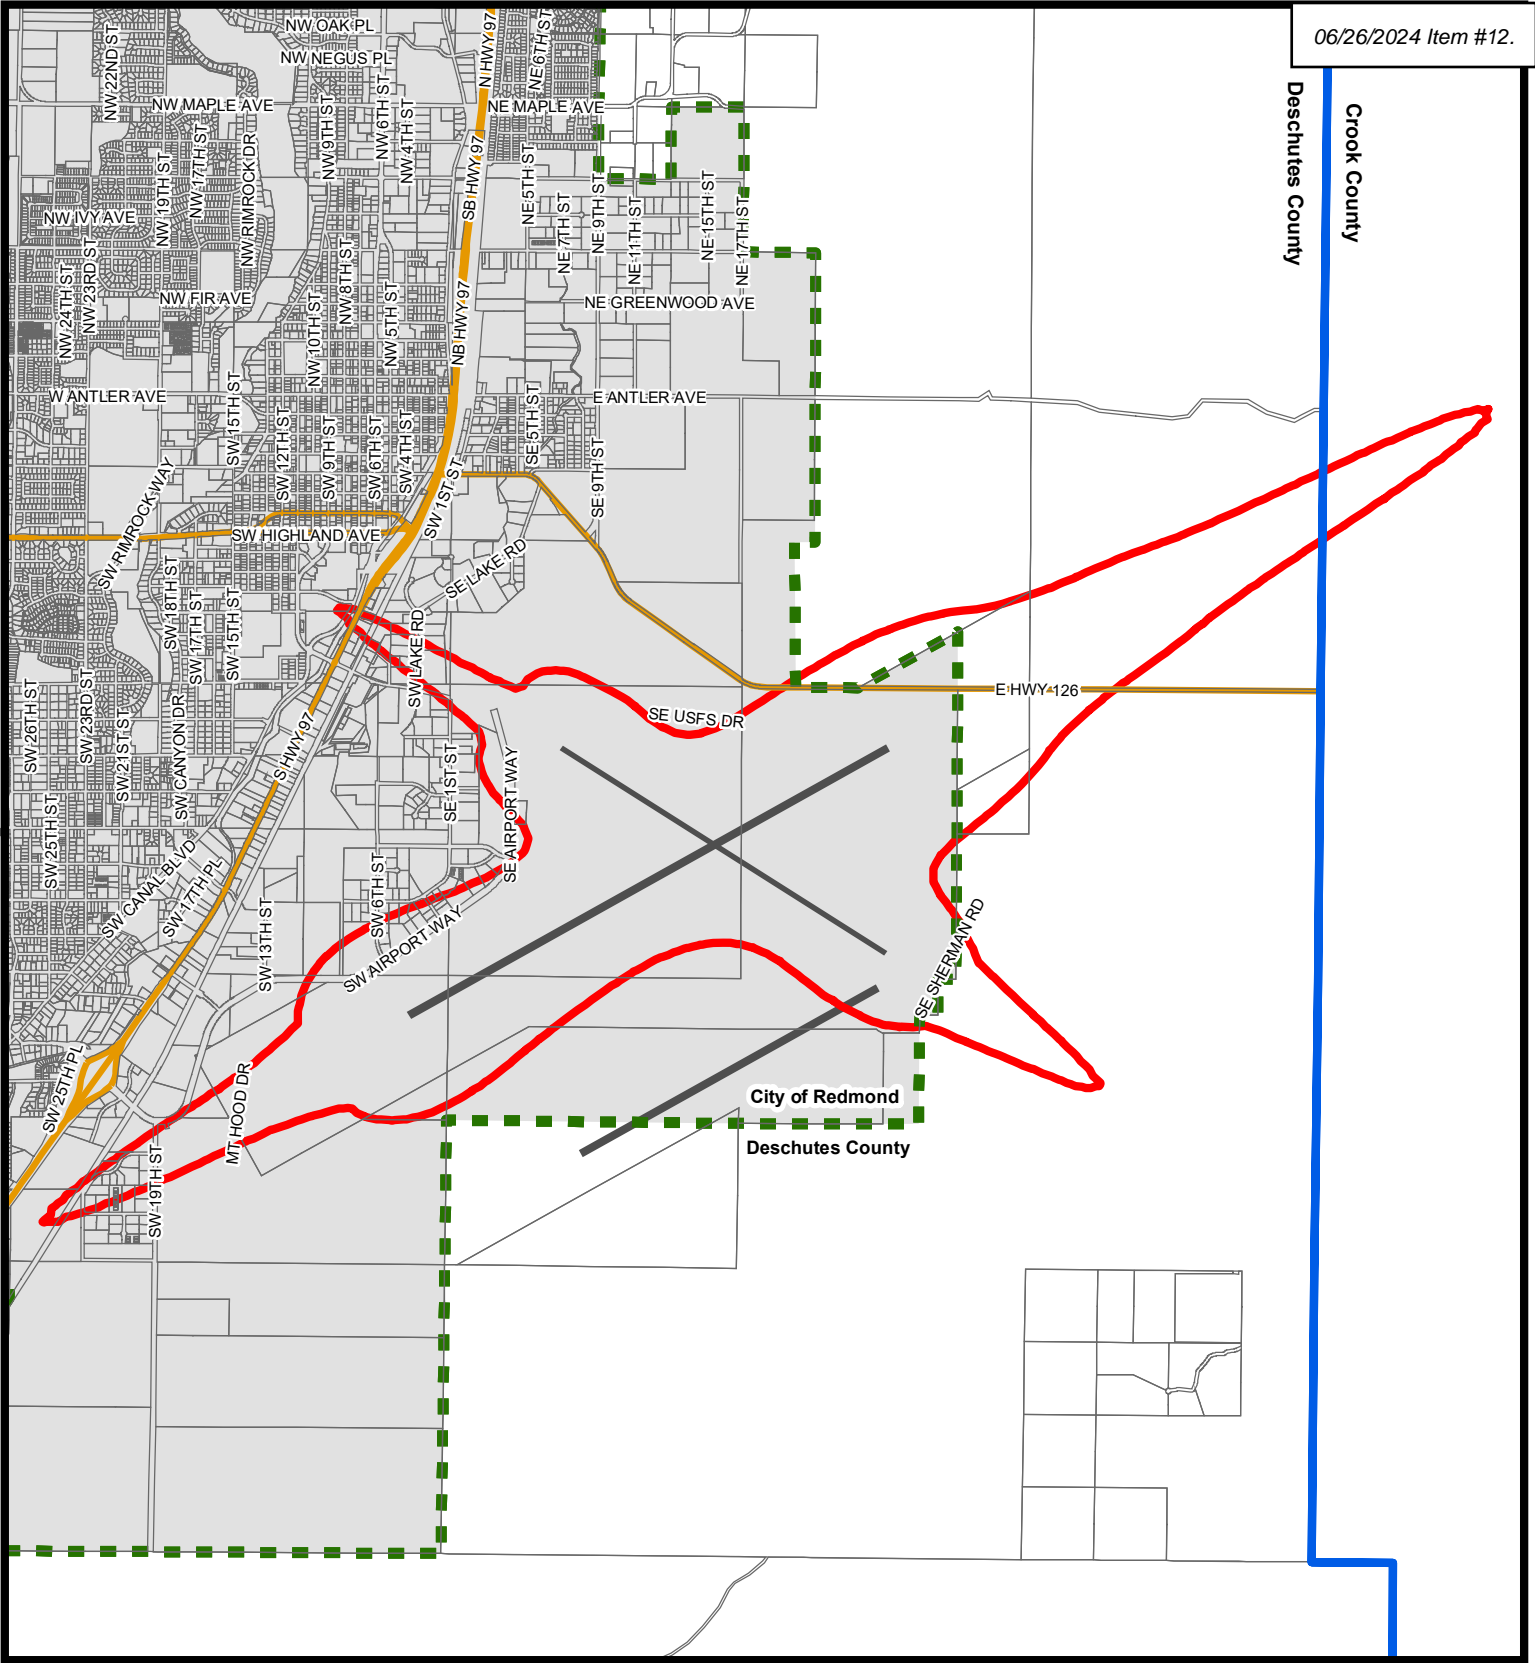 06/26/2024 Item #12.
NW OAK PL
NW NEGUS PL
NW 22ND ST
N HWY 97
NE 6TH ST
NW MAPLE AVE
NE MAPLE AVE
NW 6TH ST
NW 9TH ST
NW 4TH ST
NW 17TH ST
NW 19TH ST
NW RIMROCK DR
SB HWY 97
NE 5TH ST
NE 7TH ST
NE 9TH ST
NE 11TH ST
NE 15TH ST
NE 17TH ST
Deschutes County
Crook County
NW IVY AVE
NW 23RD ST
NW 24TH ST
NW 8TH ST
NW FIR AVE
NW 10TH ST
NW 5TH ST
NB HWY 97
NE GREENWOOD AVE
W ANTLER AVE
E ANTLER AVE
SW 15TH ST
SW 12TH ST
SW 9TH ST
SW 6TH ST
SW 4TH ST
SE 5TH ST
SE 9TH ST
SW 1ST ST
SW RIMROCK WAY
SW HIGHLAND AVE
SE LAKE RD
SW 18TH ST
SW 17TH ST
SW 15TH ST
SW LAKE RD
SW 26TH ST
SW 23RD ST
SW 21ST ST
SW CANYON DR
S HWY 97
SE USFS DR
E HWY 126
SE 1ST ST
SE AIRPORT WAY
SW 25TH ST
SW CANAL BLVD
SW 17TH PL
SW 6TH ST
SW 13TH ST
SW AIRPORT WAY
SE SHERMAN RD
SW 25TH PL
MT HOOD DR
City of Redmond
Deschutes County
SW 19TH ST